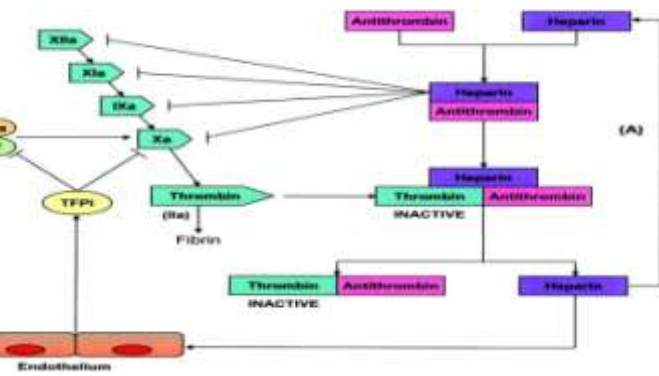 Antithrombin
Heparin
XIIa
XIa
IXa
Xa
Heparin
Antithrombin
(A)
Heparin
Thrombin
Antithrombin
INACTIVE
TFPI
Thrombin
(IIa)
Fibrin
Thrombin
Antithrombin
INACTIVE
Heparin
Endothelium